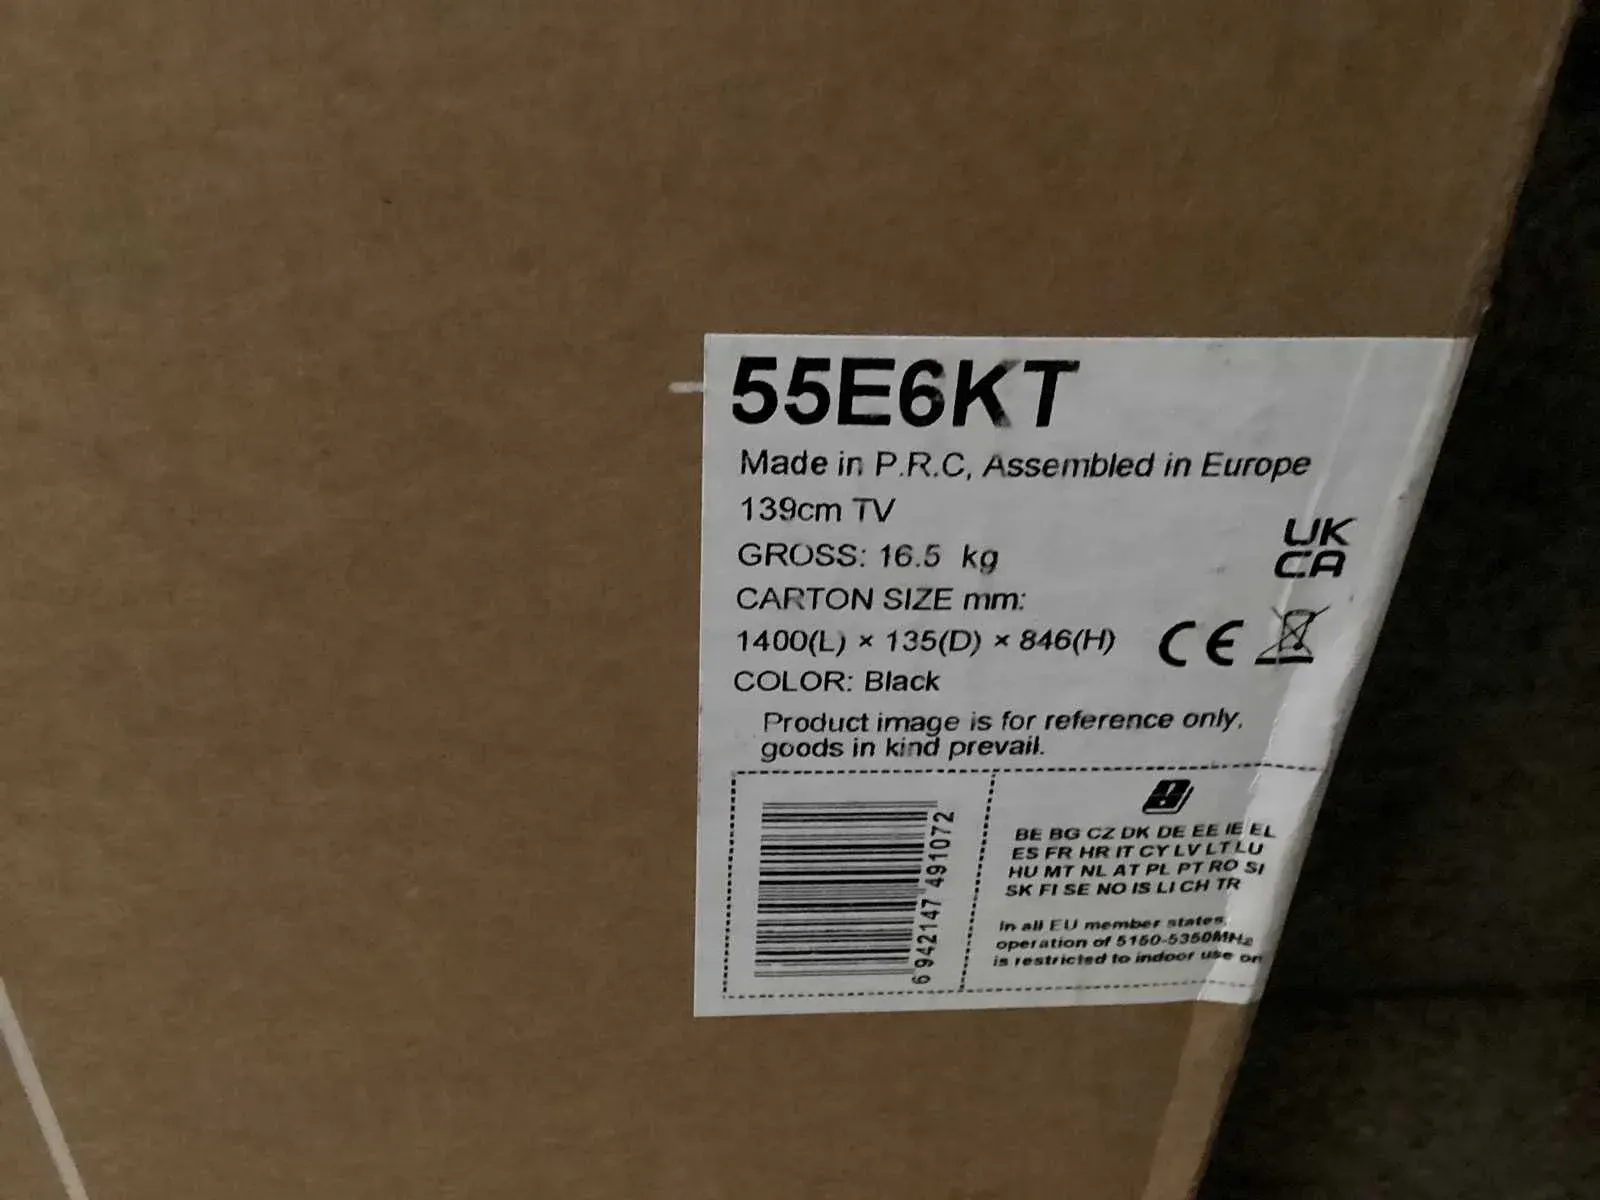 55E6KT
Made in P.R.C, Assembled in Europe
139cm TV
GROSS: 16.5 kg
CARTON SIZE mm:
1400(L) × 135(D) × 846(H)
COLOR: Black
UK
CA
CE
Product image is for reference only,
goods in kind prevail.
6 942147 491072
BE BG CZ DK DE EE IE EL
ES FR HR IT CY LV LT LU
HU MT NL AT PL PT RO SI
SK FI SE NO IS LI CH TR
In all EU member states,
operation of 5150-5350MHz
is restricted to indoor use on